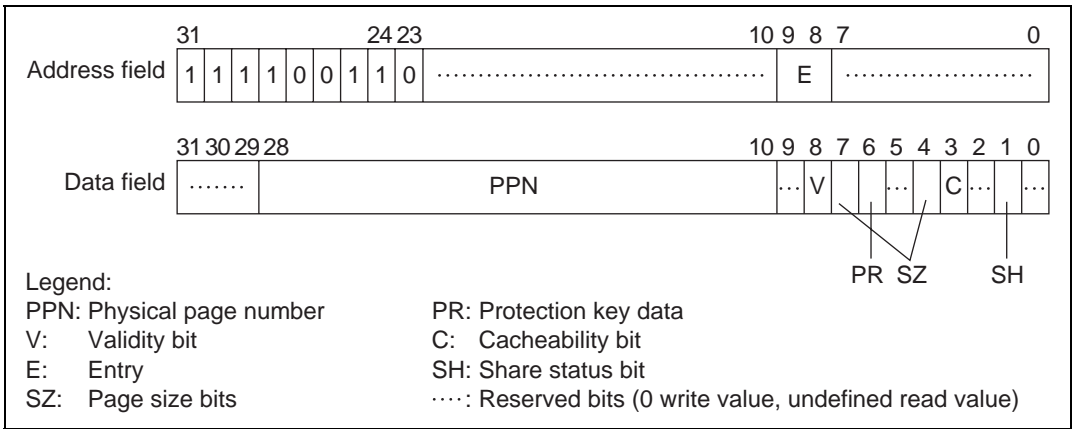 31 24 23 10 9 8 7 0
Address field 1 1 1 1 0 0 1 1 0 ········ E ········
31 30 29 28 10 9 8 7 6 5 4 3 2 1 0
Data field ······· PPN ··· V ··· C ··· ···
PR SZ SH
Legend:
PPN: Physical page number PR: Protection key data
V: Validity bit C: Cacheability bit
E: Entry SH: Share status bit
SZ: Page size bits ····: Reserved bits (0 write value, undefined read value)